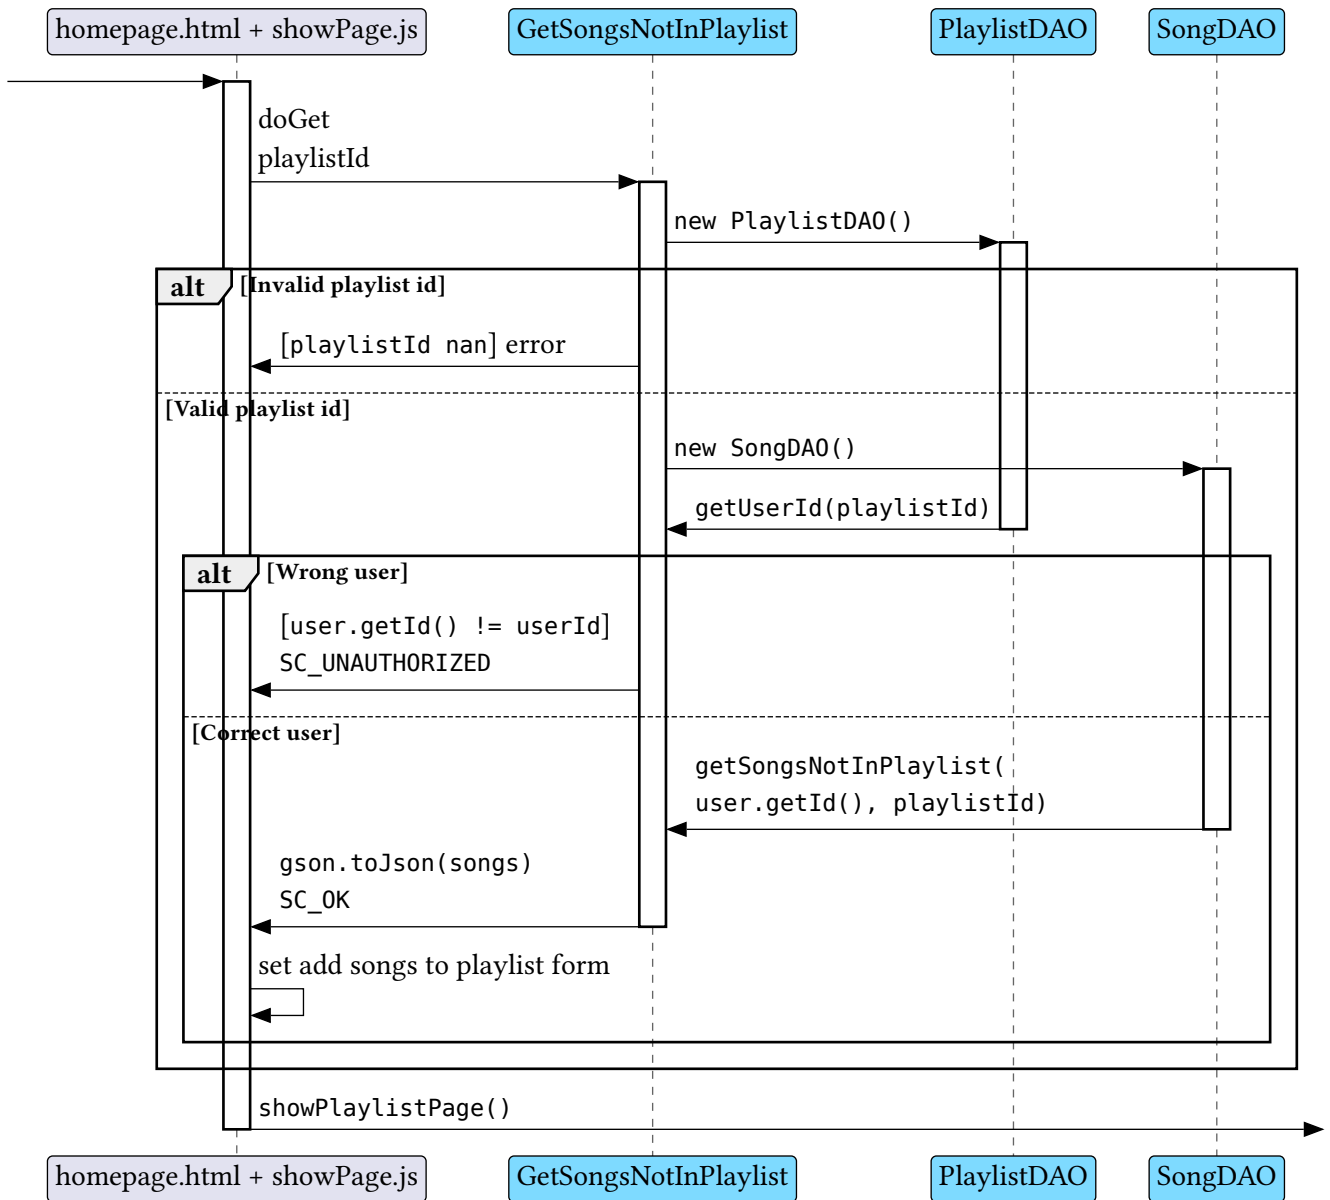 homepage.html + showPage.js
GetSongsNotInPlaylist
PlaylistDAO
SongDAO
doGet
playlistId
new PlaylistDAO()
alt
[Invalid playlist id]
[playlistId nan] error
[Valid playlist id]
new SongDAO()
getUserId(playlistId)
alt
[Wrong user]
[user.getId() != userId]
SC_UNAUTHORIZED
[Correct user]
getSongsNotInPlaylist(
user.getId(), playlistId)
gson.toJson(songs)
SC_OK
set add songs to playlist form
showPlaylistPage()
homepage.html + showPage.js
GetSongsNotInPlaylist
PlaylistDAO
SongDAO